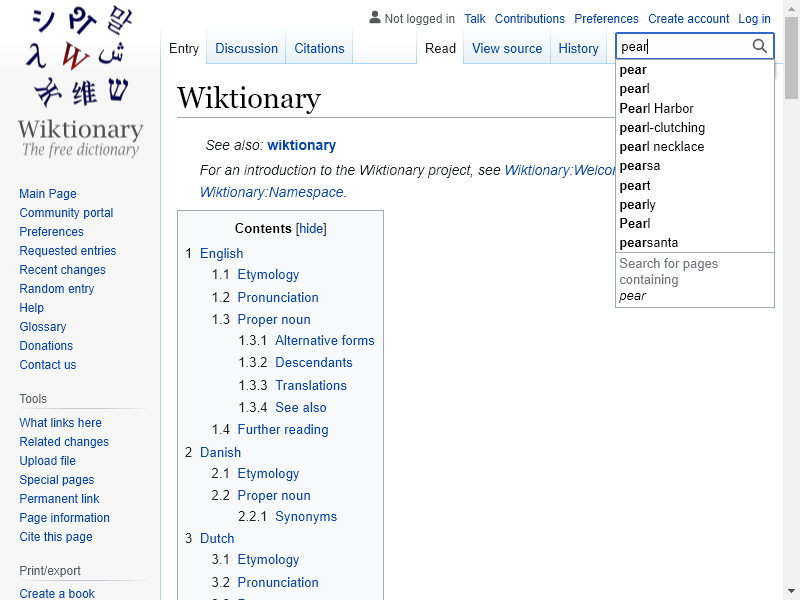 Not logged in Talk Contributions Preferences Create account Log in
Entry Discussion Citations Read View source History pear
Wiktionary
The free dictionary
Main Page
Community portal
Preferences
Requested entries
Recent changes
Random entry
Help
Glossary
Donations
Contact us
Tools
What links here
Related changes
Upload file
Special pages
Permanent link
Page information
Cite this page
Print/export
Create a book
Wiktionary
See also: wiktionary
For an introduction to the Wiktionary project, see Wiktionary:Welcom
Wiktionary:Namespace.
Contents [hide]
1 English
1.1 Etymology
1.2 Pronunciation
1.3 Proper noun
1.3.1 Alternative forms
1.3.2 Descendants
1.3.3 Translations
1.3.4 See also
1.4 Further reading
2 Danish
2.1 Etymology
2.2 Proper noun
2.2.1 Synonyms
3 Dutch
3.1 Etymology
3.2 Pronunciation
pear
pearl
Pearl Harbor
pearl-clutching
pearl necklace
pearsa
peart
pearly
Pearl
pearsanta
Search for pages
containing
pear